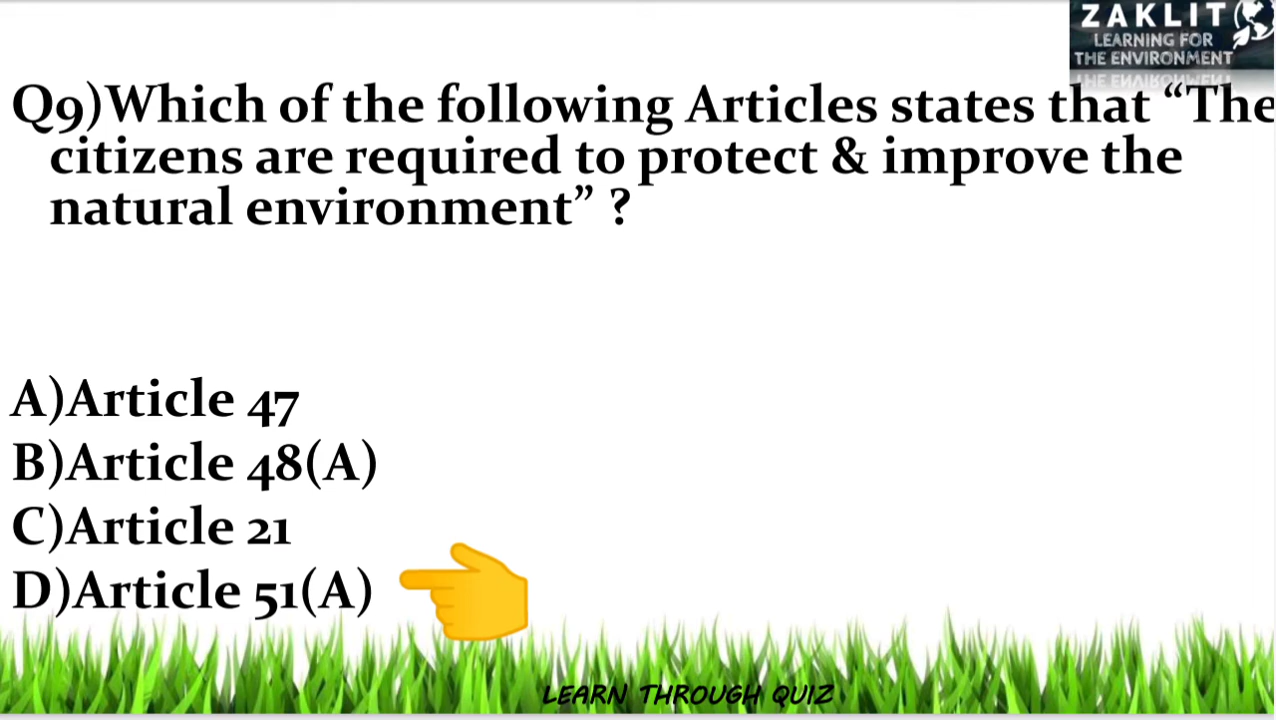 ZAKLIT
LEARNING FOR
THE ENVIRONMENT
Q9)Which of the following Articles states that “The
citizens are required to protect & improve the
natural environment” ?
A)Article 47
B)Article 48(A)
C)Article 21
D)Article 51(A)
LEARN THROUGH QUIZ